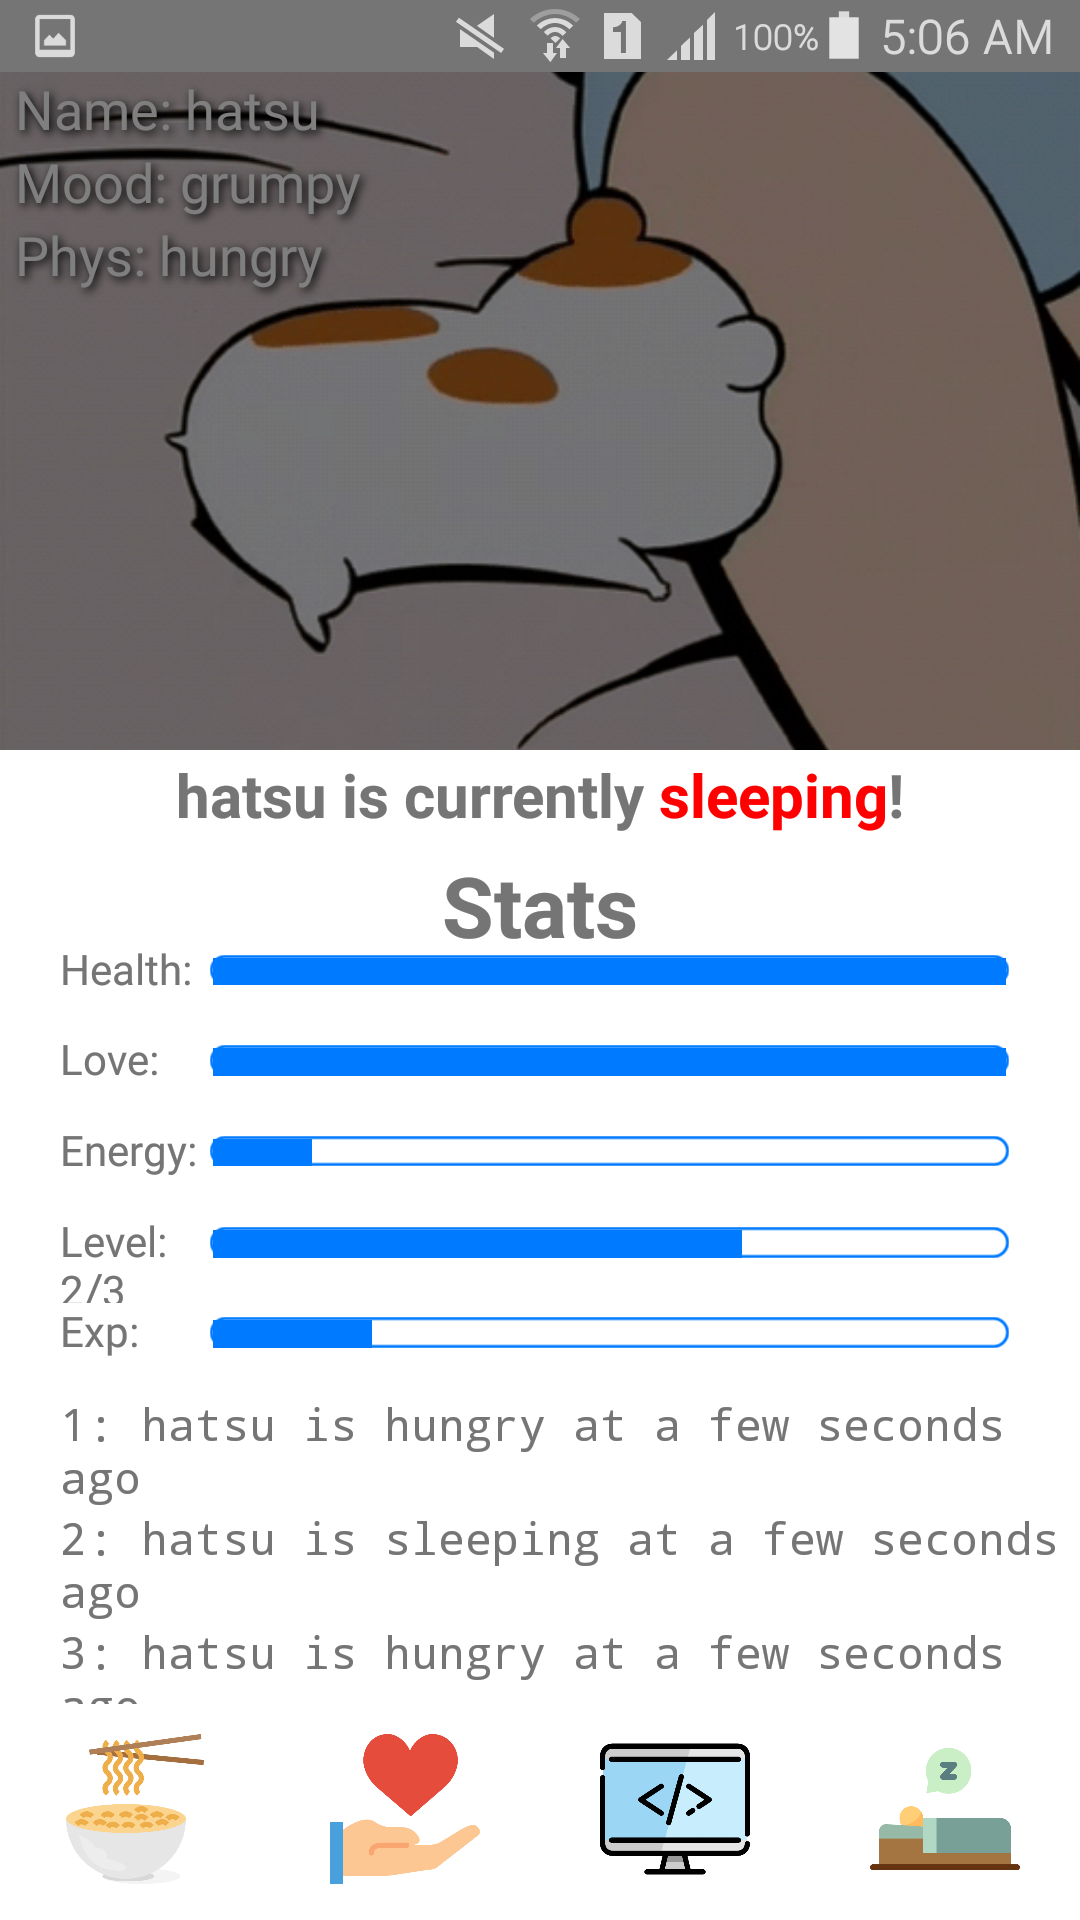 1 100% 5:06 AM
Name: hatsu
Mood: grumpy
Phys: hungry
hatsu is currently sleeping!
Stats
Health:
Love:
Energy:
Level:
2/3
Exp:
1: hatsu is hungry at a few seconds
ago
2: hatsu is sleeping at a few seconds
ago
3: hatsu is hungry at a few seconds
ago
Z
</>